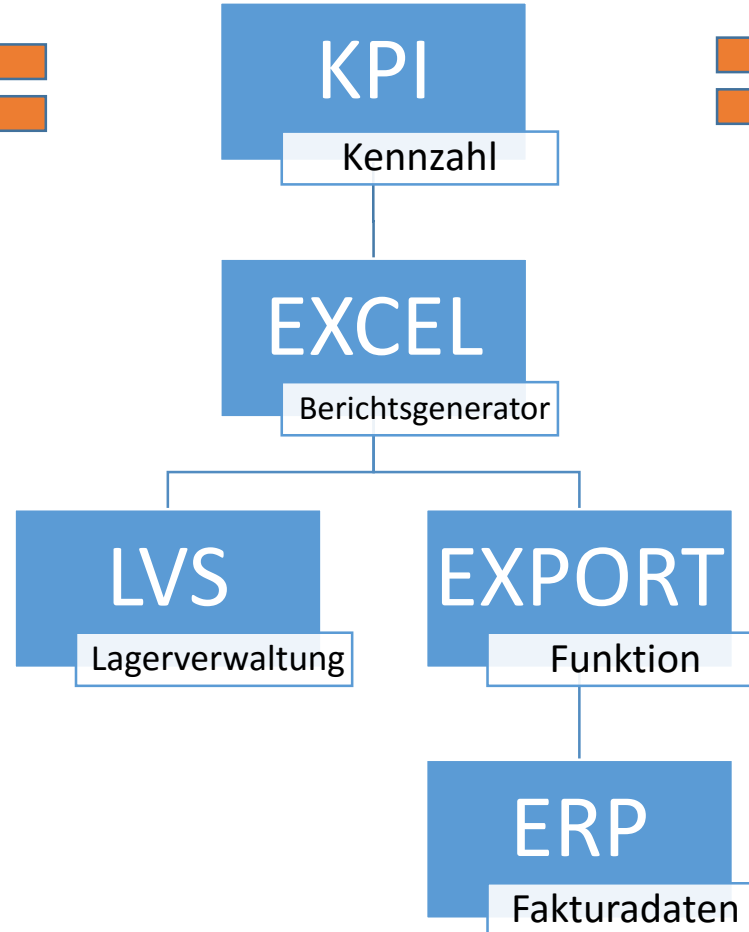 KPI
Kennzahl
EXCEL
Berichtsgenerator
LVS
Lagerverwaltung
EXPORT
Funktion
ERP
Fakturadaten